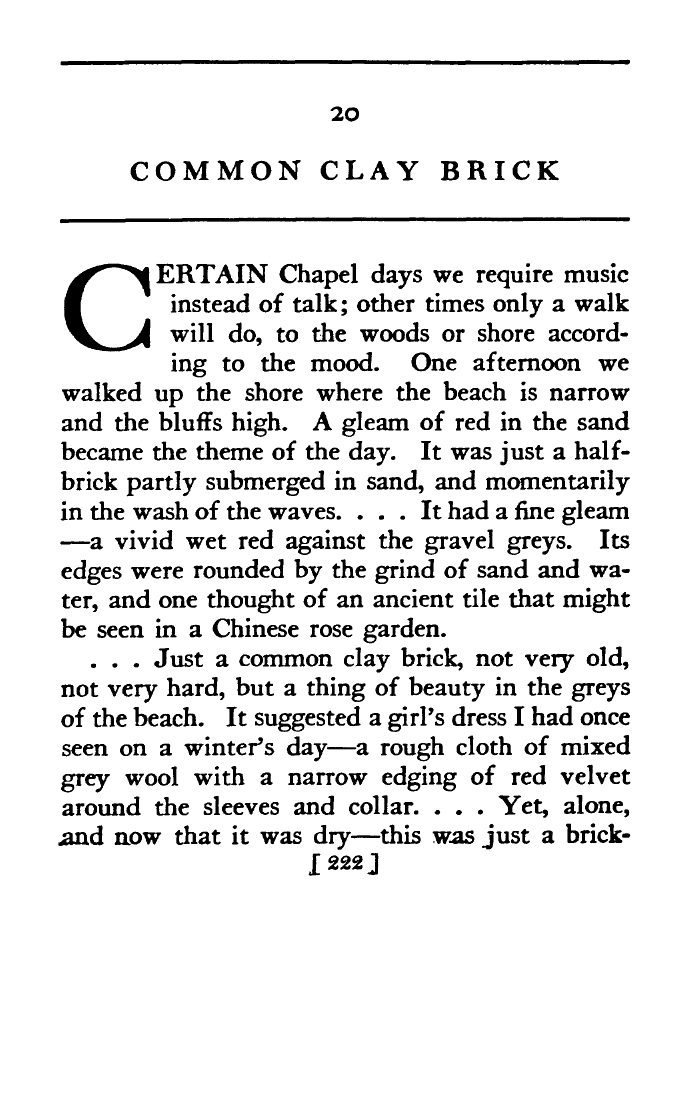 20
COMMON CLAY BRICK
CERTAIN Chapel days we require music
instead of talk; other times only a walk
will do, to the woods or shore accord-
ing to the mood. One afternoon we
walked up the shore where the beach is narrow
and the bluffs high. A gleam of red in the sand
became the theme of the day. It was just a half-
brick partly submerged in sand, and momentarily
in the wash of the waves. . . . It had a fine gleam
—a vivid wet red against the gravel greys. Its
edges were rounded by the grind of sand and wa-
ter, and one thought of an ancient tile that might
be seen in a Chinese rose garden.
. . . Just a common clay brick, not very old,
not very hard, but a thing of beauty in the greys
of the beach. It suggested a girl's dress I had once
seen on a winter's day—a rough cloth of mixed
grey wool with a narrow edging of red velvet
around the sleeves and collar. . . . Yet, alone,
and now that it was dry—this was just a brick-
[ 222 ]